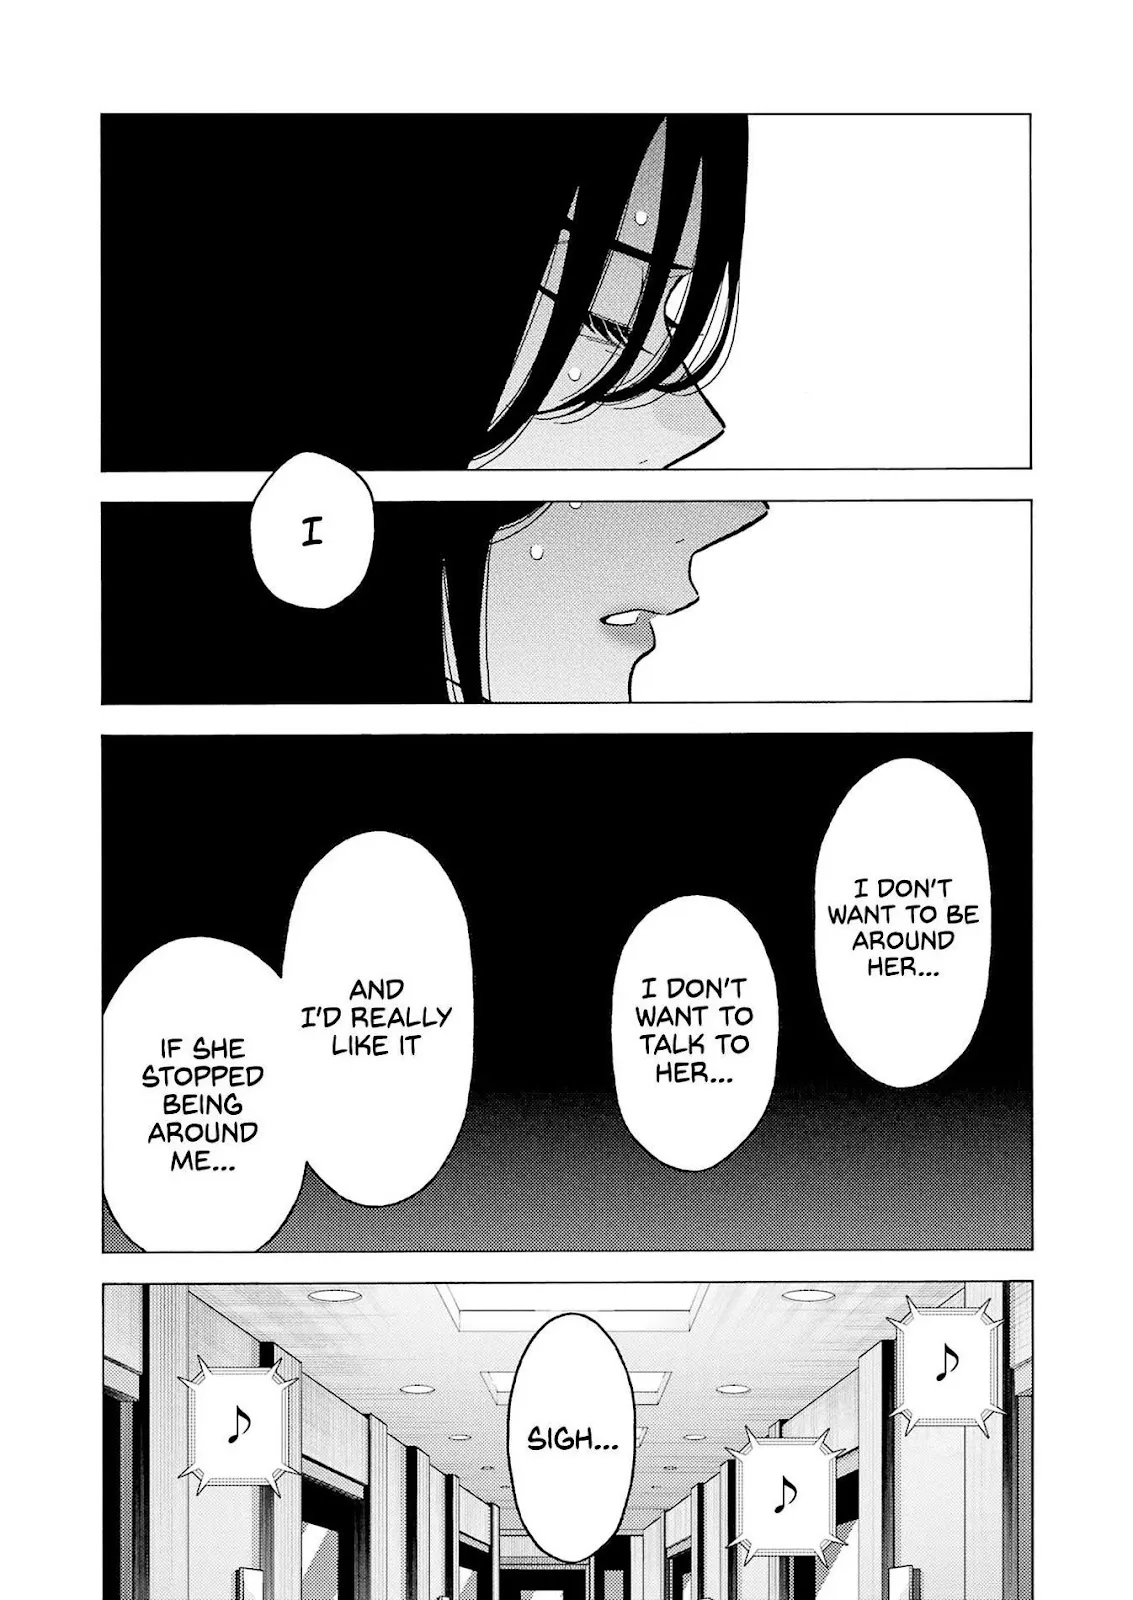 I
I DON'T
WANT TO BE
AROUND
HER...
I DON'T
WANT TO
TALK TO
HER...
AND
I'D REALLY
LIKE IT
IF SHE
STOPPED
BEING
AROUND
ME...
♪
SIGH...
♪
♪